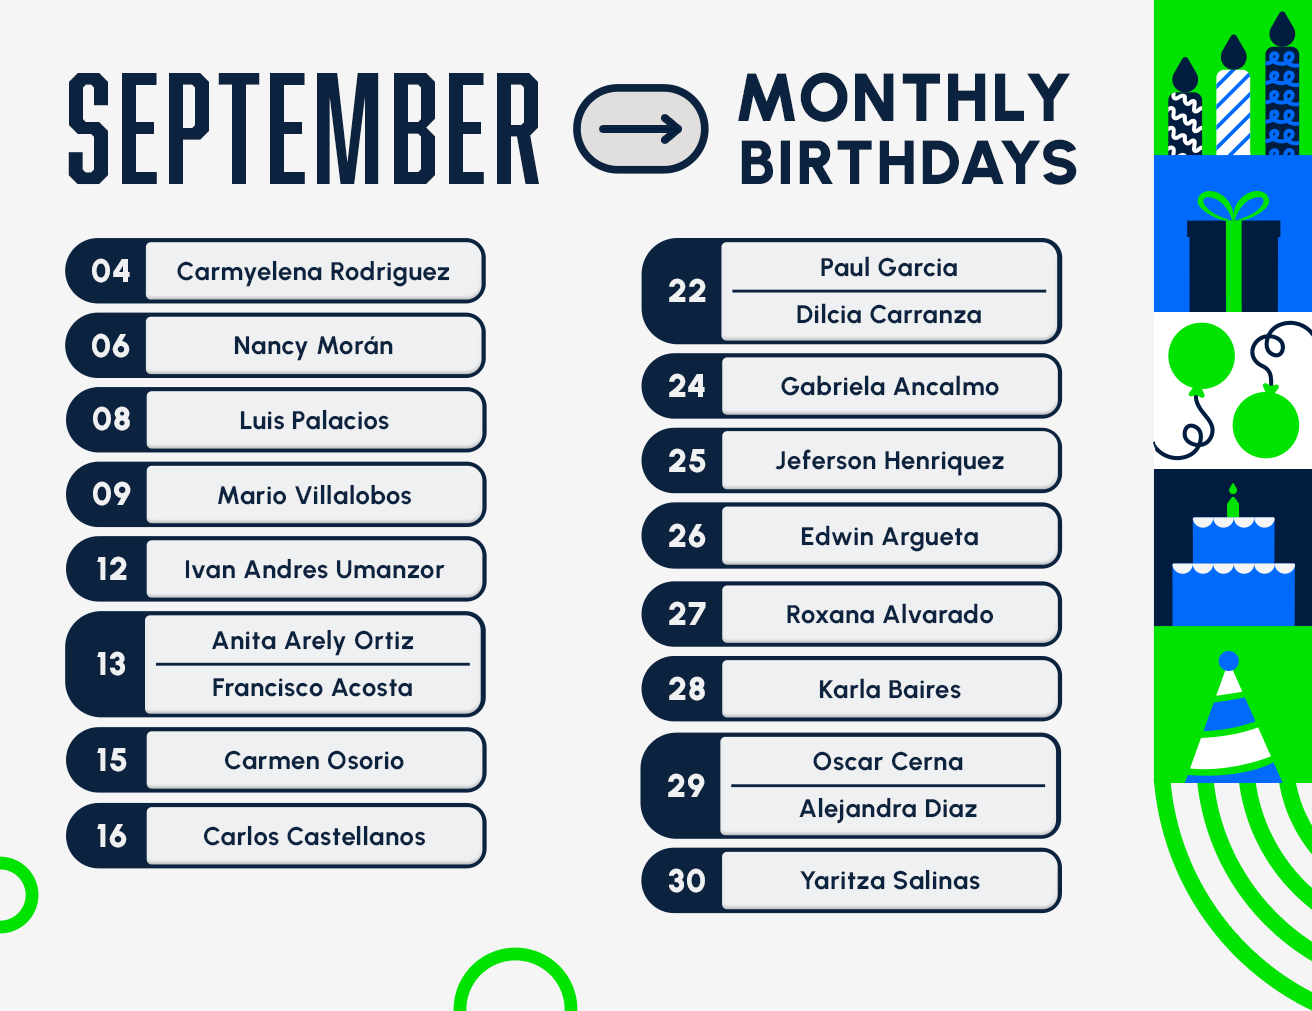 SEPTEMBER
MONTHLY
BIRTHDAYS
04 Carmyelena Rodriguez
06 Nancy Morán
08 Luis Palacios
09 Mario Villalobos
12 Ivan Andres Umanzor
13 Anita Arely Ortiz
Francisco Acosta
15 Carmen Osorio
16 Carlos Castellanos
22 Paul Garcia
Dilcia Carranza
24 Gabriela Ancalmo
25 Jeferson Henriquez
26 Edwin Argueta
27 Roxana Alvarado
28 Karla Baires
29 Oscar Cerna
Alejandra Diaz
30 Yaritza Salinas